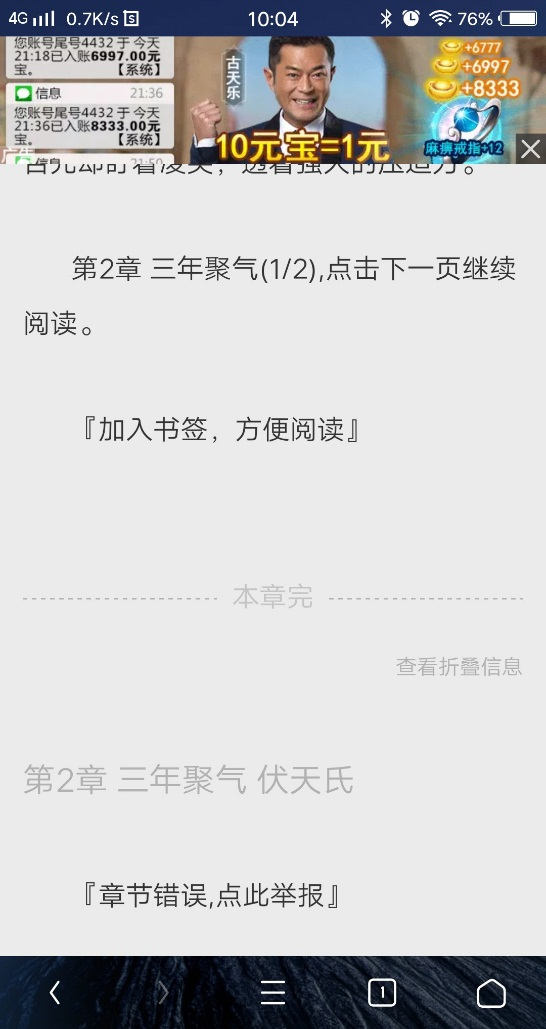 4G 0.7K/s 10:04 76%
您账号尾号4432 于 今天
21:18已入账6997.00元
宝。 【系统】
信息 21:36
您账号尾号4432 于 今天
21:36已入账8333.00元
宝。 【系统】
信息 21:50
广告
古天乐
10元宝=1元
+6777
+6997
+8333
麻痹戒指+12
第2章 三年聚气(1/2),点击下一页继续
阅读。
『加入书签，方便阅读』
本章完
查看折叠信息
第2章 三年聚气 伏天氏
『章节错误,点此举报』
1